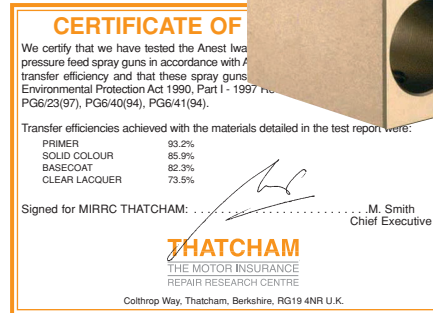 CERTIFICATE OF
We certify that we have tested the Anest Iwa
pressure feed spray guns in accordance with
transfer efficiency and that these spray guns
Environmental Protection Act 1990, Part I - 1997
PG6/23(97), PG6/40(94), PG6/41(94).
Transfer efficiencies achieved with the materials detailed in the test report were:
PRIMER 93.2%
SOLID COLOUR 85.9%
BASECOAT 82.3%
CLEAR LACQUER 73.5%
Signed for MIRRC THATCHAM: . . . . . . . . . . . . . . . . . . . . . . . . . . .M. Smith
Chief Executive
THATCHAM
THE MOTOR INSURANCE
REPAIR RESEARCH CENTRE
Colthrop Way, Thatcham, Berkshire, RG19 4NR U.K.